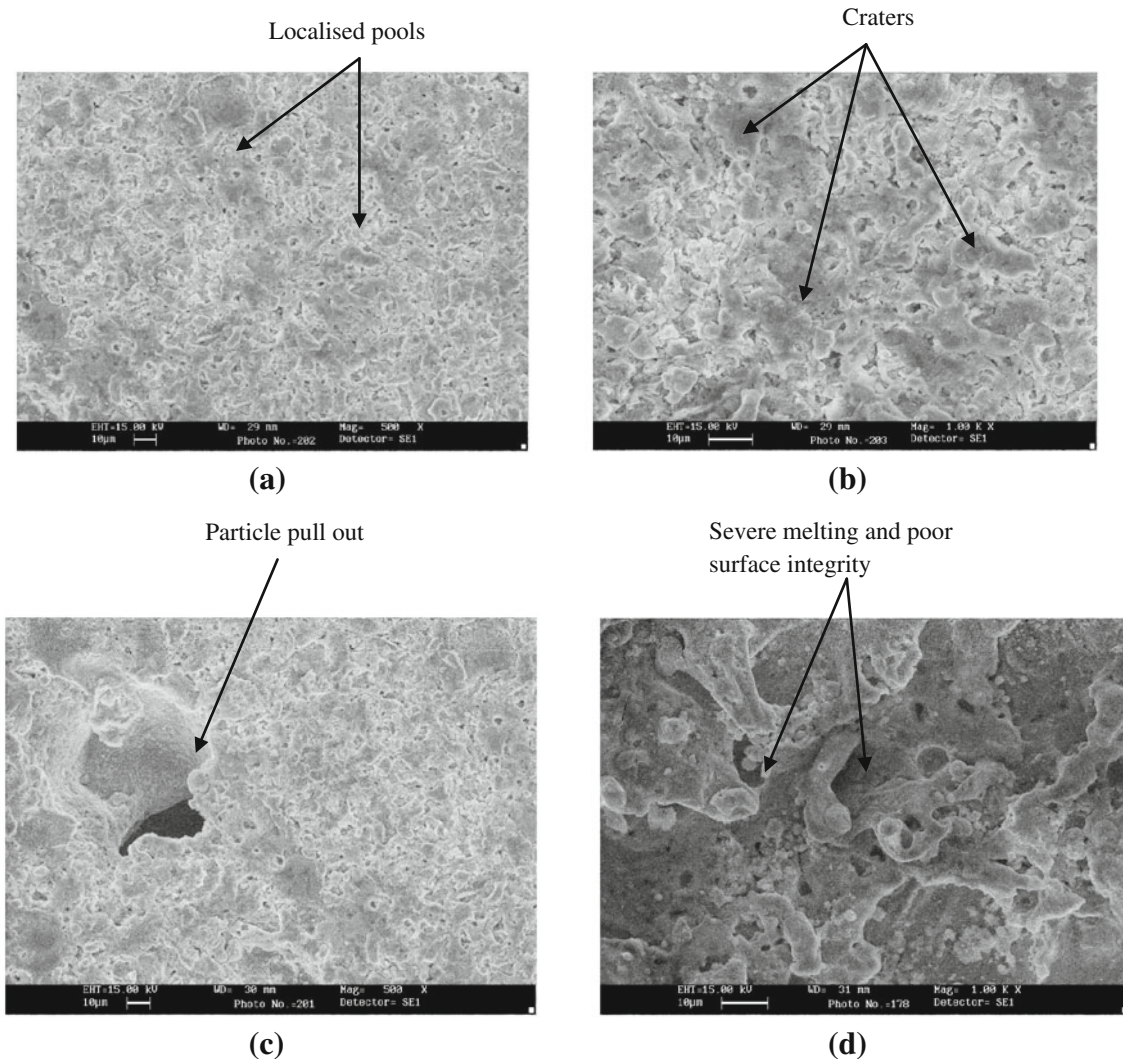 Localised pools
Craters
EHT=15.00 kV WD= 29 mm Mag= 500 X
10µm Photo No.=202 Detector= SE1
EHT=15.00 kV WD= 29 mm Mag= 1.00 K X
10µm Photo No.=203 Detector= SE1
(a)
(b)
Particle pull out
Severe melting and poor
surface integrity
EHT=15.00 kV WD= 30 mm Mag= 500 X
10µm Photo No.=201 Detector= SE1
EHT=15.00 kV WD= 31 mm Mag= 1.00 K X
10µm Photo No.=178 Detector= SE1
(c)
(d)